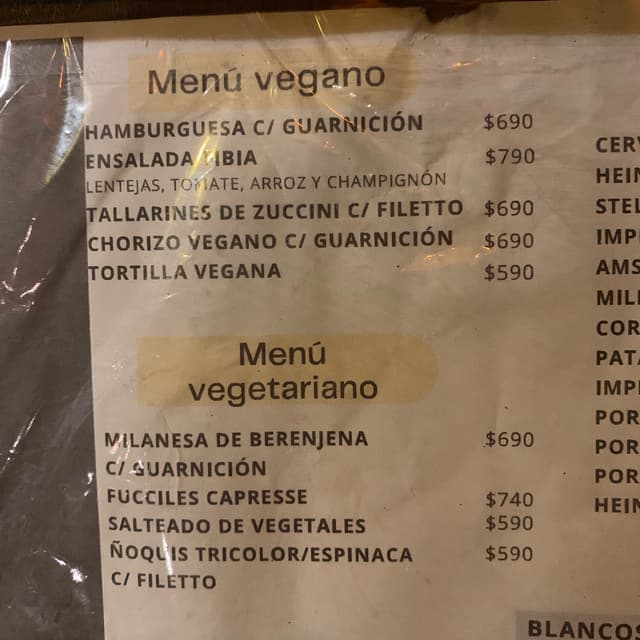 Menú vegano
HAMBURGUESA C/ GUARNICIÓN $690
ENSALADA TIBIA $790
LENTEJAS, TOMATE, ARROZ Y CHAMPIGNÓN
TALLARINES DE ZUCCINI C/ FILETTO $690
CHORIZO VEGANO C/ GUARNICIÓN $690
TORTILLA VEGANA $590
Menú
vegetariano
MILANESA DE BERENJENA $690
C/ GUARNICIÓN
FUCCILES CAPRESSE $740
SALTEADO DE VEGETALES $590
ÑOQUIS TRICOLOR/ESPINACA $590
C/ FILETTO
CER
HEIN
STEL
IMP
AMS
MIL
COR
PAT
IMP
POR
POR
POR
HEIN
BLANCOS